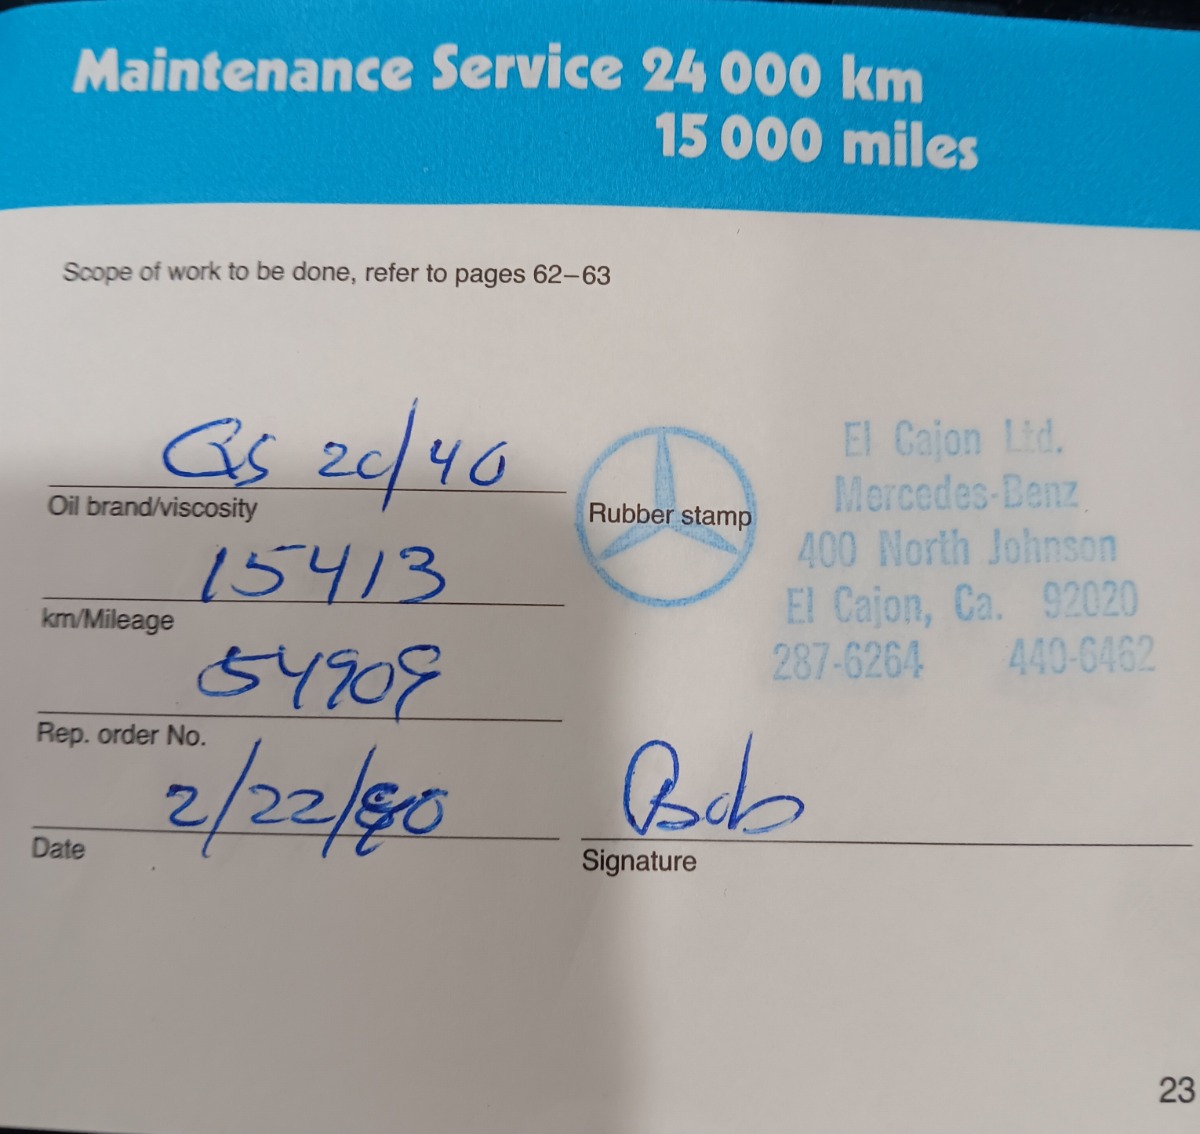 Maintenance Service 24 000 km
15 000 miles
Scope of work to be done, refer to pages 62–63
QS 20/40
Oil brand/viscosity
15413
km/Mileage
54909
Rep. order No.
2/22/80
Date
Rubber stamp
El Cajon Ltd.
Mercedes-Benz
400 North Johnson
El Cajon, Ca. 92020
287-6264 440-6462
Bob
Signature
23